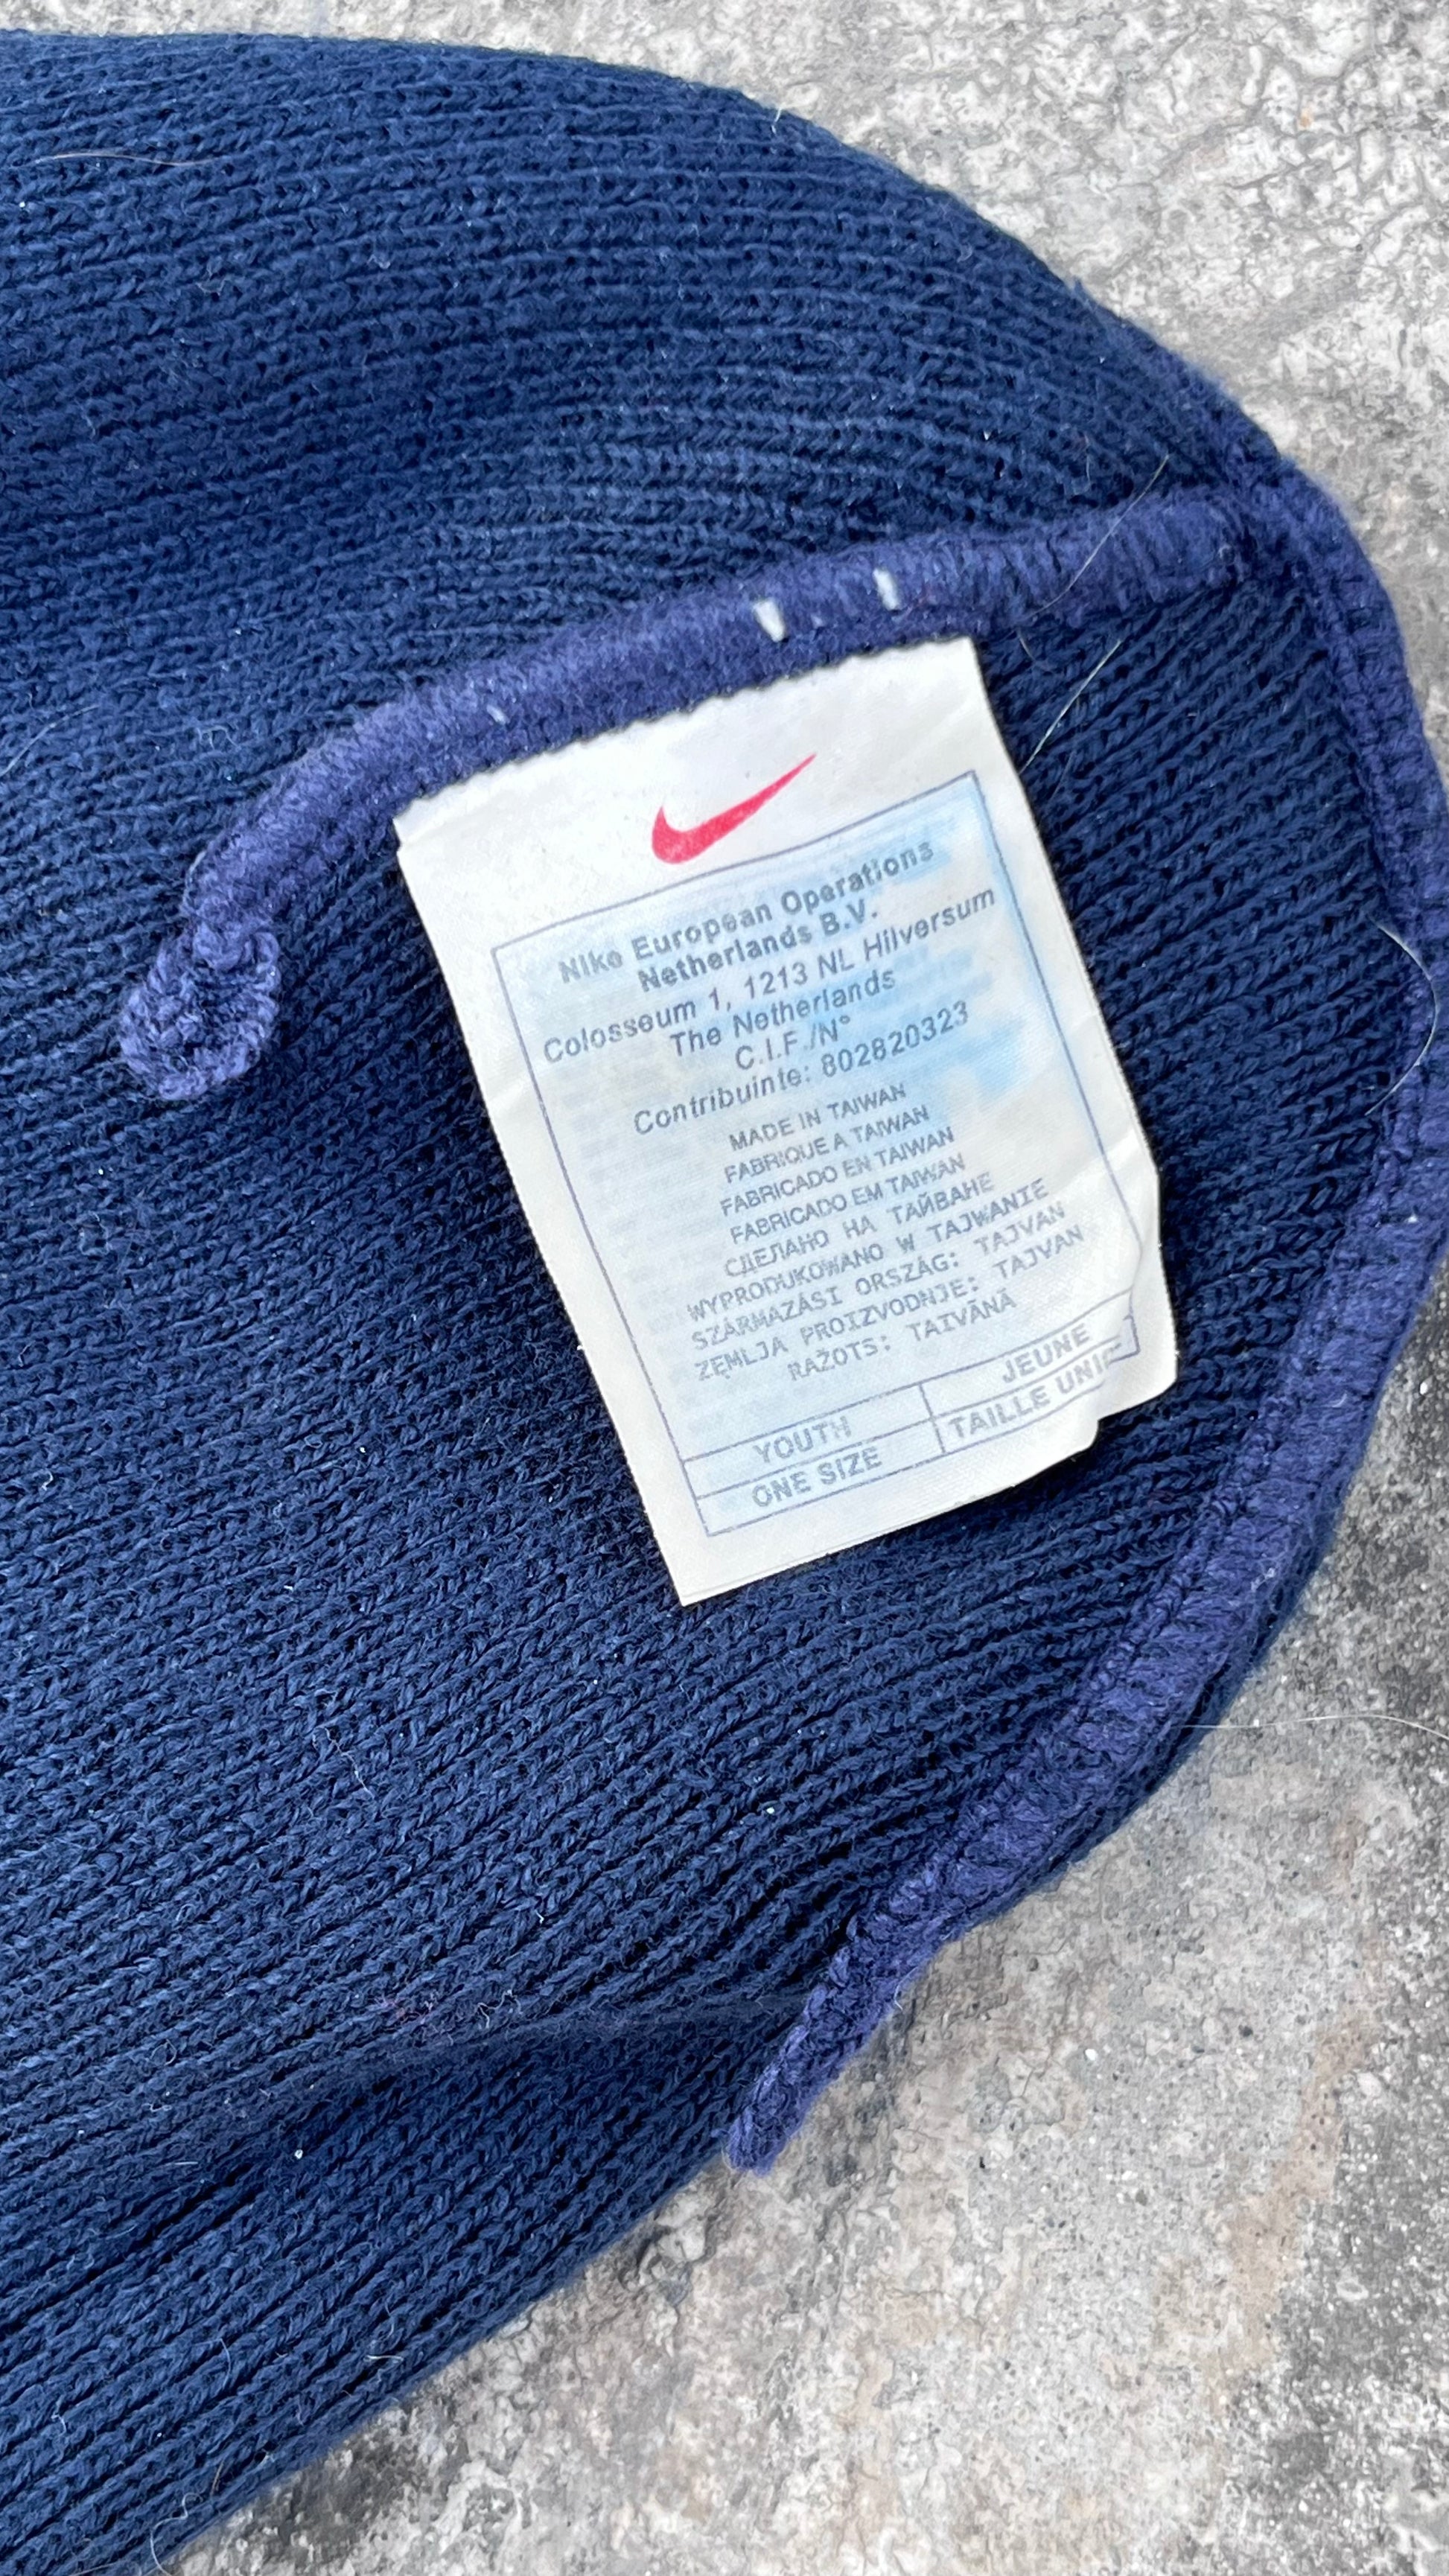 Nike European Operations
Netherlands B.V.
Colosseum 1, 1213 NL Hilversum
The Netherlands
C.I.F./N°
Contribuinte: 802820323
MADE IN TAIWAN
FABRIQUE A TAIWAN
FABRICADO EN TAIWAN
FABRICADO EM TAIWAN
СДЕЛАНО НА ТАЙВАНЕ
WYPRODUKOWANO W TAJWANIE
SZÁRMAZÁSI ORSZÁG: TAJVAN
ZEMLJA PROIZVODNJE: TAJVAN
RAŽOTS: TAIVĀNĀ
YOUTH JEUNE
ONE SIZE TAILLE